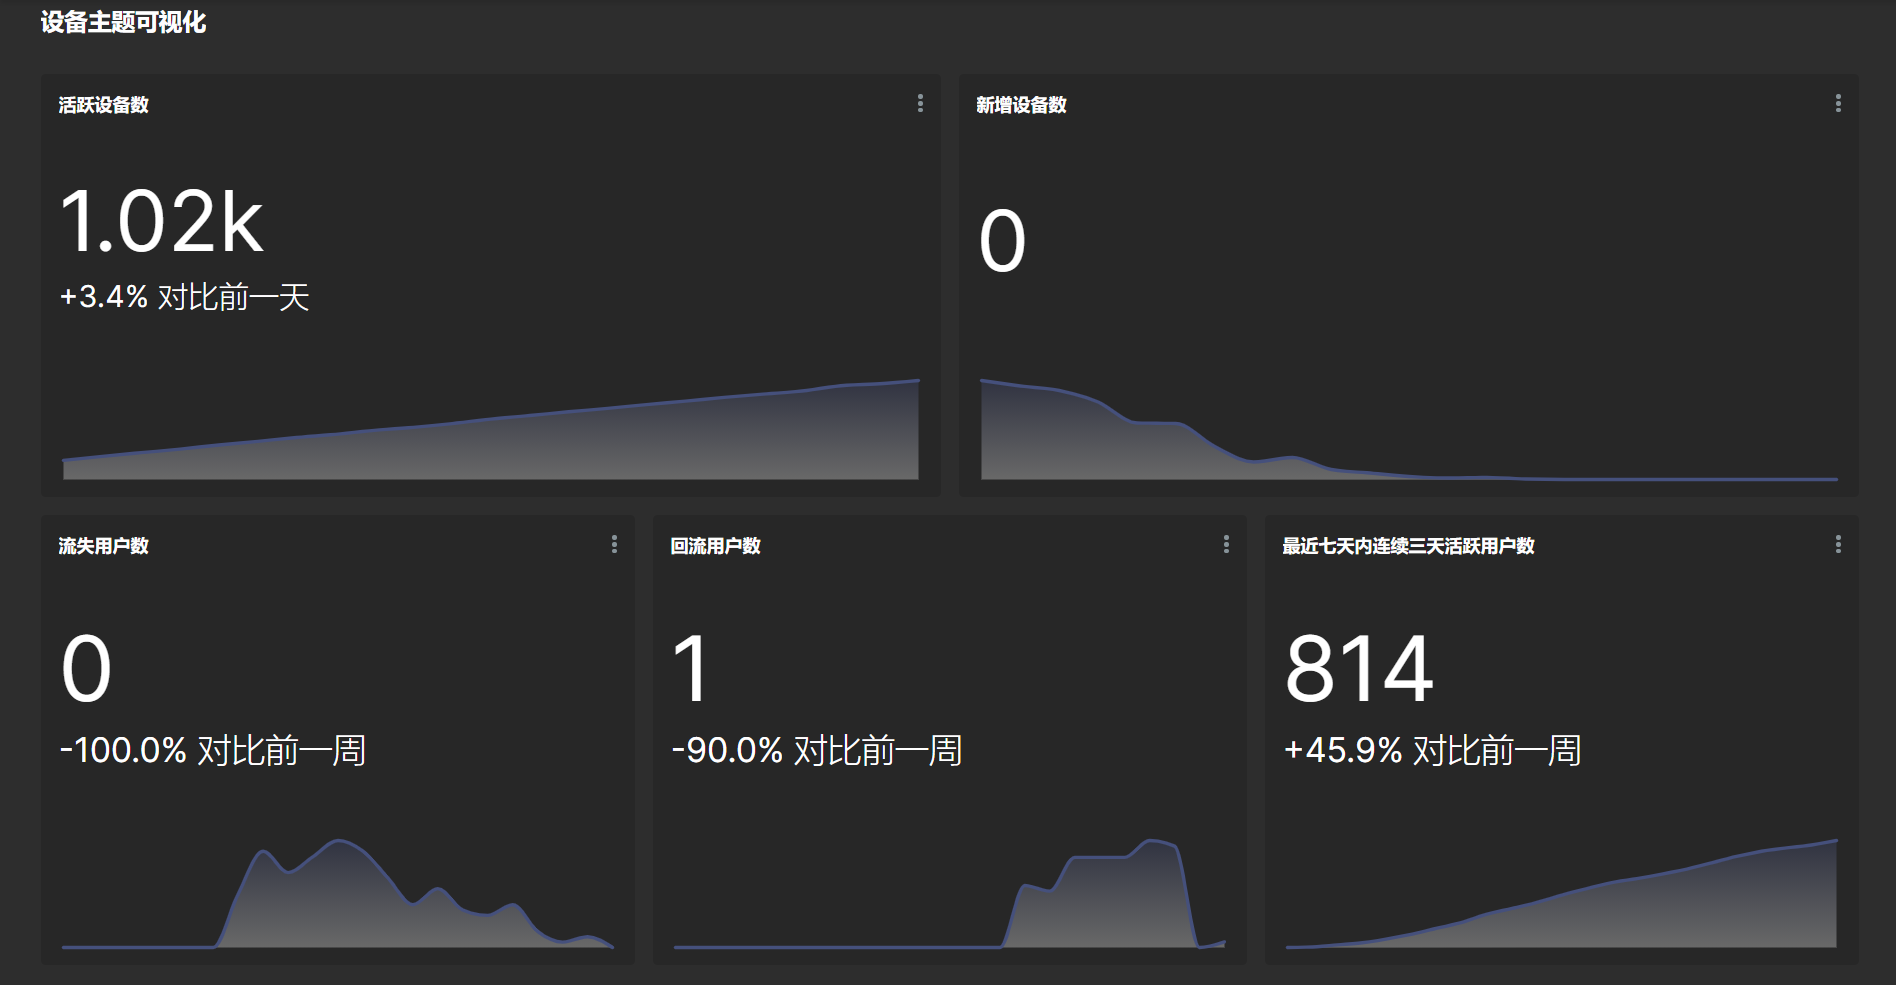 设备主题可视化
活跃设备数
1.02k
+3.4% 对比前一天
新增设备数
0
流失用户数
0
-100.0% 对比前一周
回流用户数
1
-90.0% 对比前一周
最近七天内连续三天活跃用户数
814
+45.9% 对比前一周